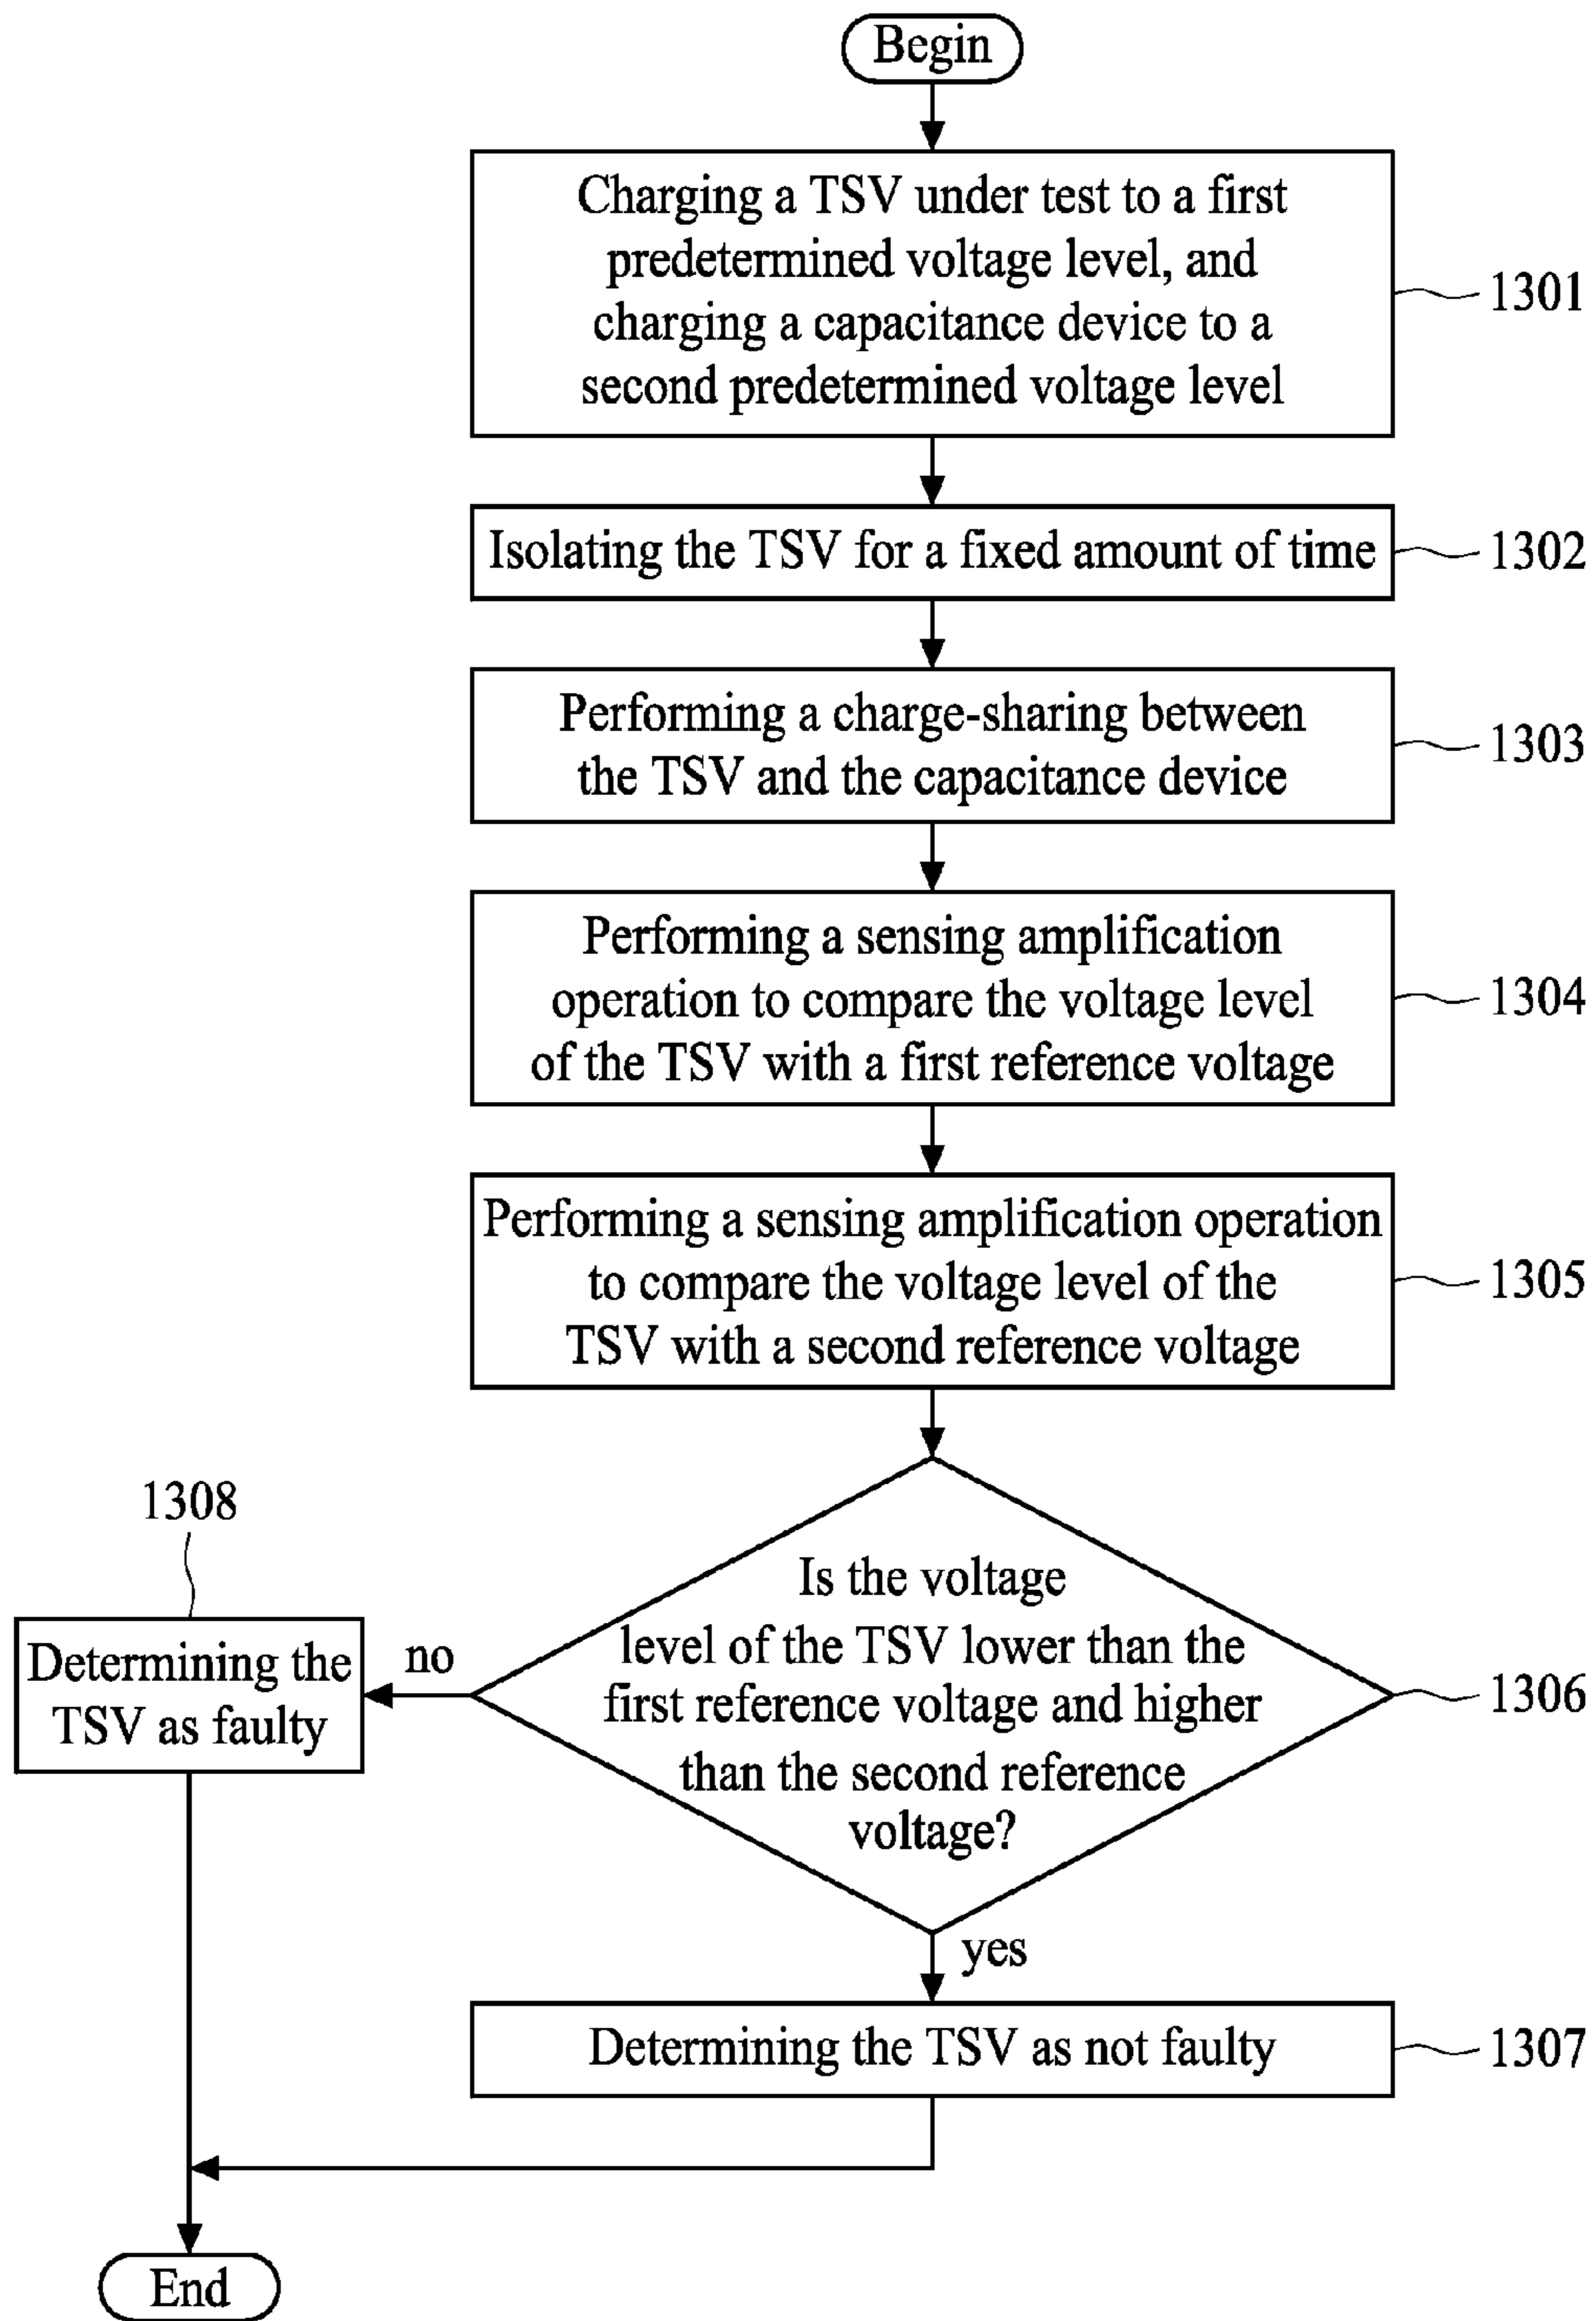 Begin
Charging a TSV under test to a first
predetermined voltage level, and
charging a capacitance device to a
second predetermined voltage level
1301
Isolating the TSV for a fixed amount of time
1302
Performing a charge-sharing between
the TSV and the capacitance device
1303
Performing a sensing amplification
operation to compare the voltage level
of the TSV with a first reference voltage
1304
Performing a sensing amplification operation
to compare the voltage level of the
TSV with a second reference voltage
1305
Is the voltage
level of the TSV lower than the
first reference voltage and higher
than the second reference
voltage?
1306
no
1308
Determining the
TSV as faulty
yes
Determining the TSV as not faulty
1307
End